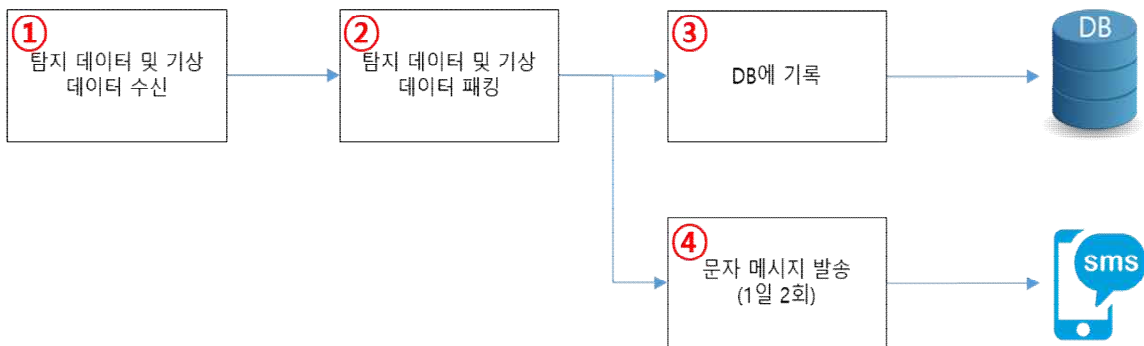 ①
탐지 데이터 및 기상
데이터 수신
②
탐지 데이터 및 기상
데이터 패킹
③
DB에 기록
DB
④
문자 메시지 발송
(1일 2회)
sms